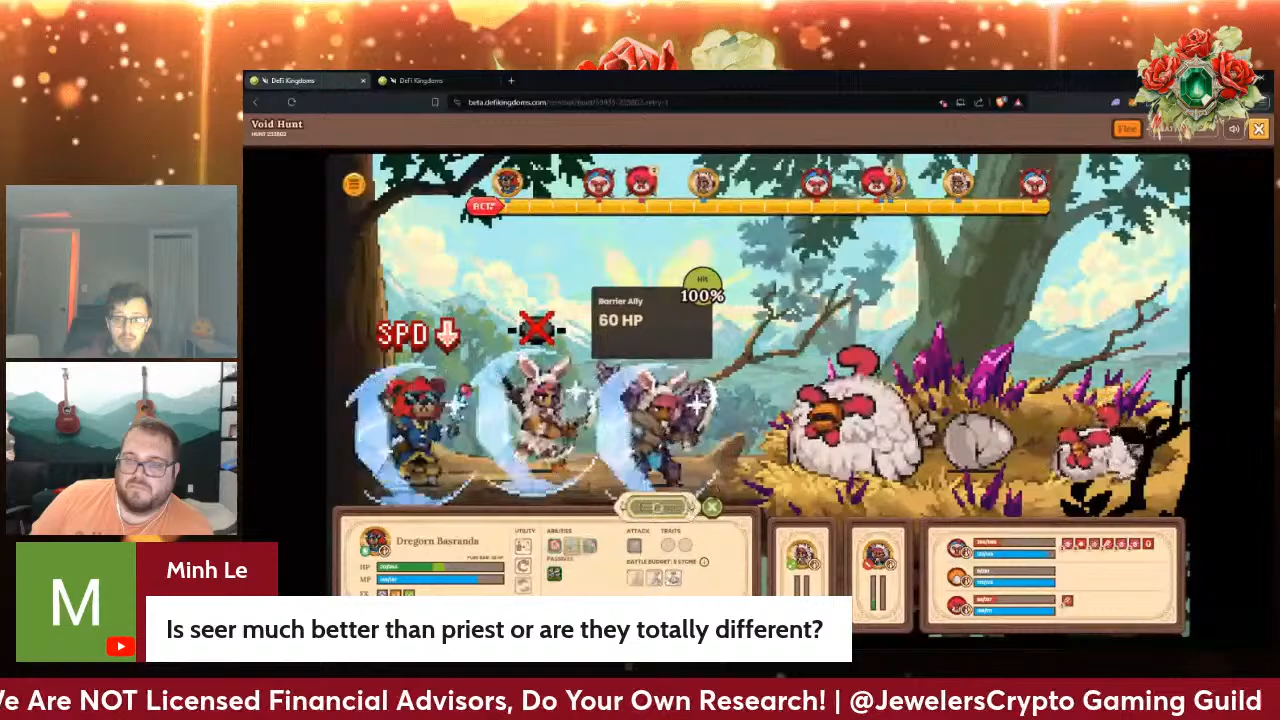 DeFi Kingdoms
DeFi Kingdoms
Void Hunt
Flee
Barrier Ally
60 HP
Hit
100%
SPD
Dregorn Basranda
HP
MP
UTILITY
ABILITIES
PASSIVES
ATTACK
TRAITS
M
Minh Le
Is seer much better than priest or are they totally different?
We Are NOT Licensed Financial Advisors, Do Your Own Research! | @JewelersCrypto Gaming Guild